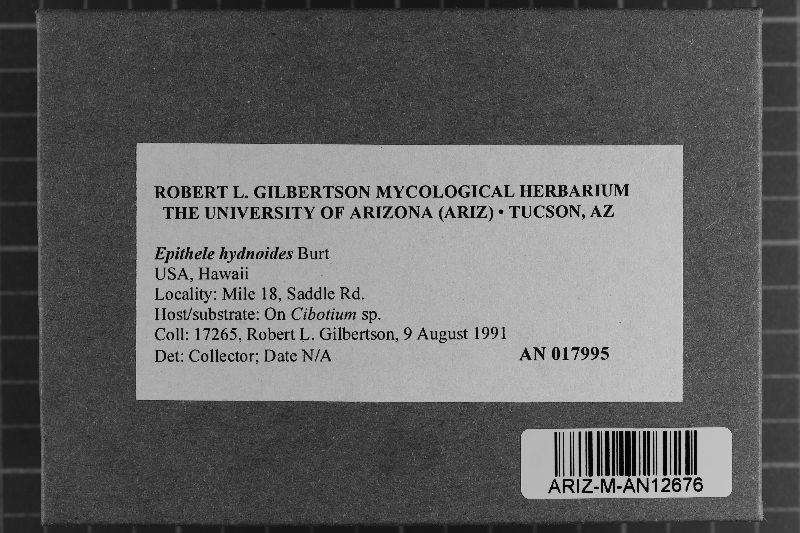 ROBERT L. GILBERTSON MYCOLOGICAL HERBARIUM
THE UNIVERSITY OF ARIZONA (ARIZ) • TUCSON, AZ
Epithele hydnoides Burt
USA, Hawaii
Locality: Mile 18, Saddle Rd.
Host/substrate: On Cibotium sp.
Coll: 17265, Robert L. Gilbertson, 9 August 1991
Det: Collector; Date N/A
AN 017995
ARIZ-M-AN12676